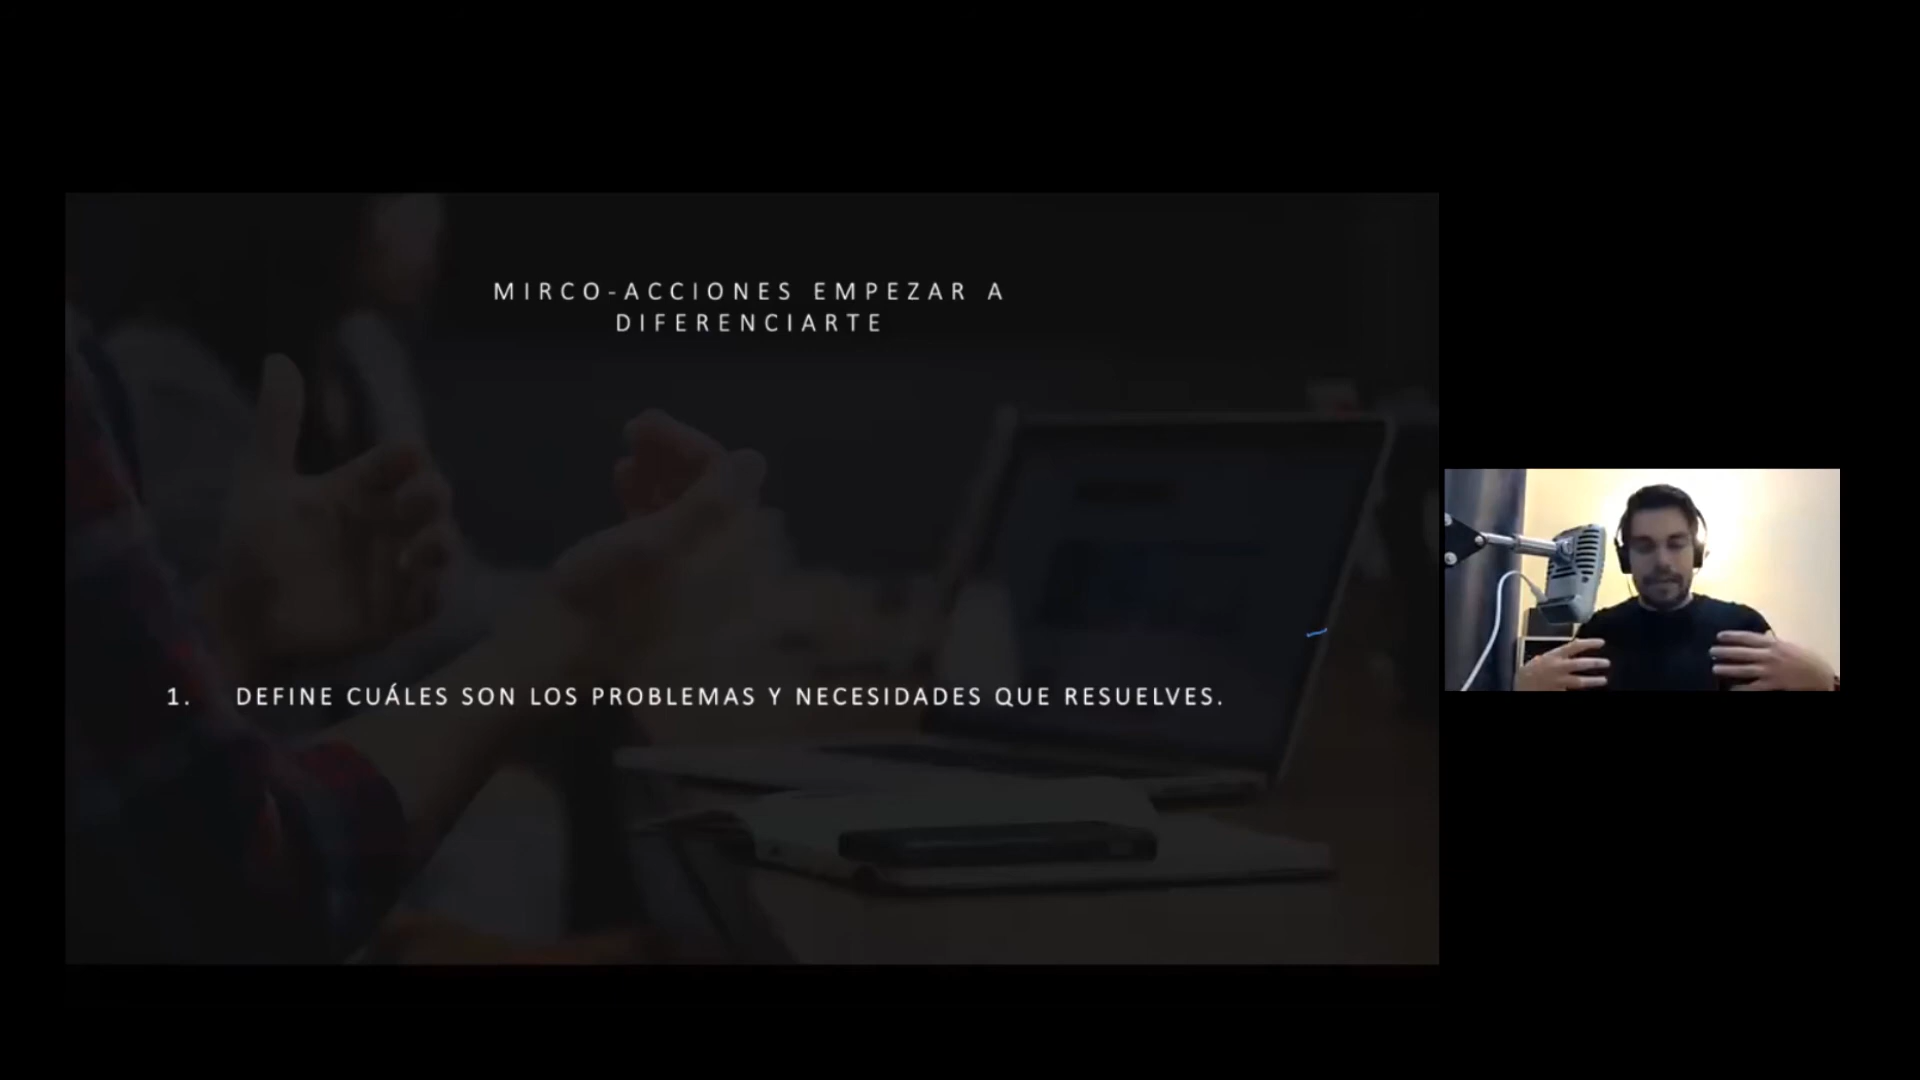 MIRCO-ACCIONES EMPEZAR A
DIFERENCIARTE
1. DEFINE CUÁLES SON LOS PROBLEMAS Y NECESIDADES QUE RESUELVES.